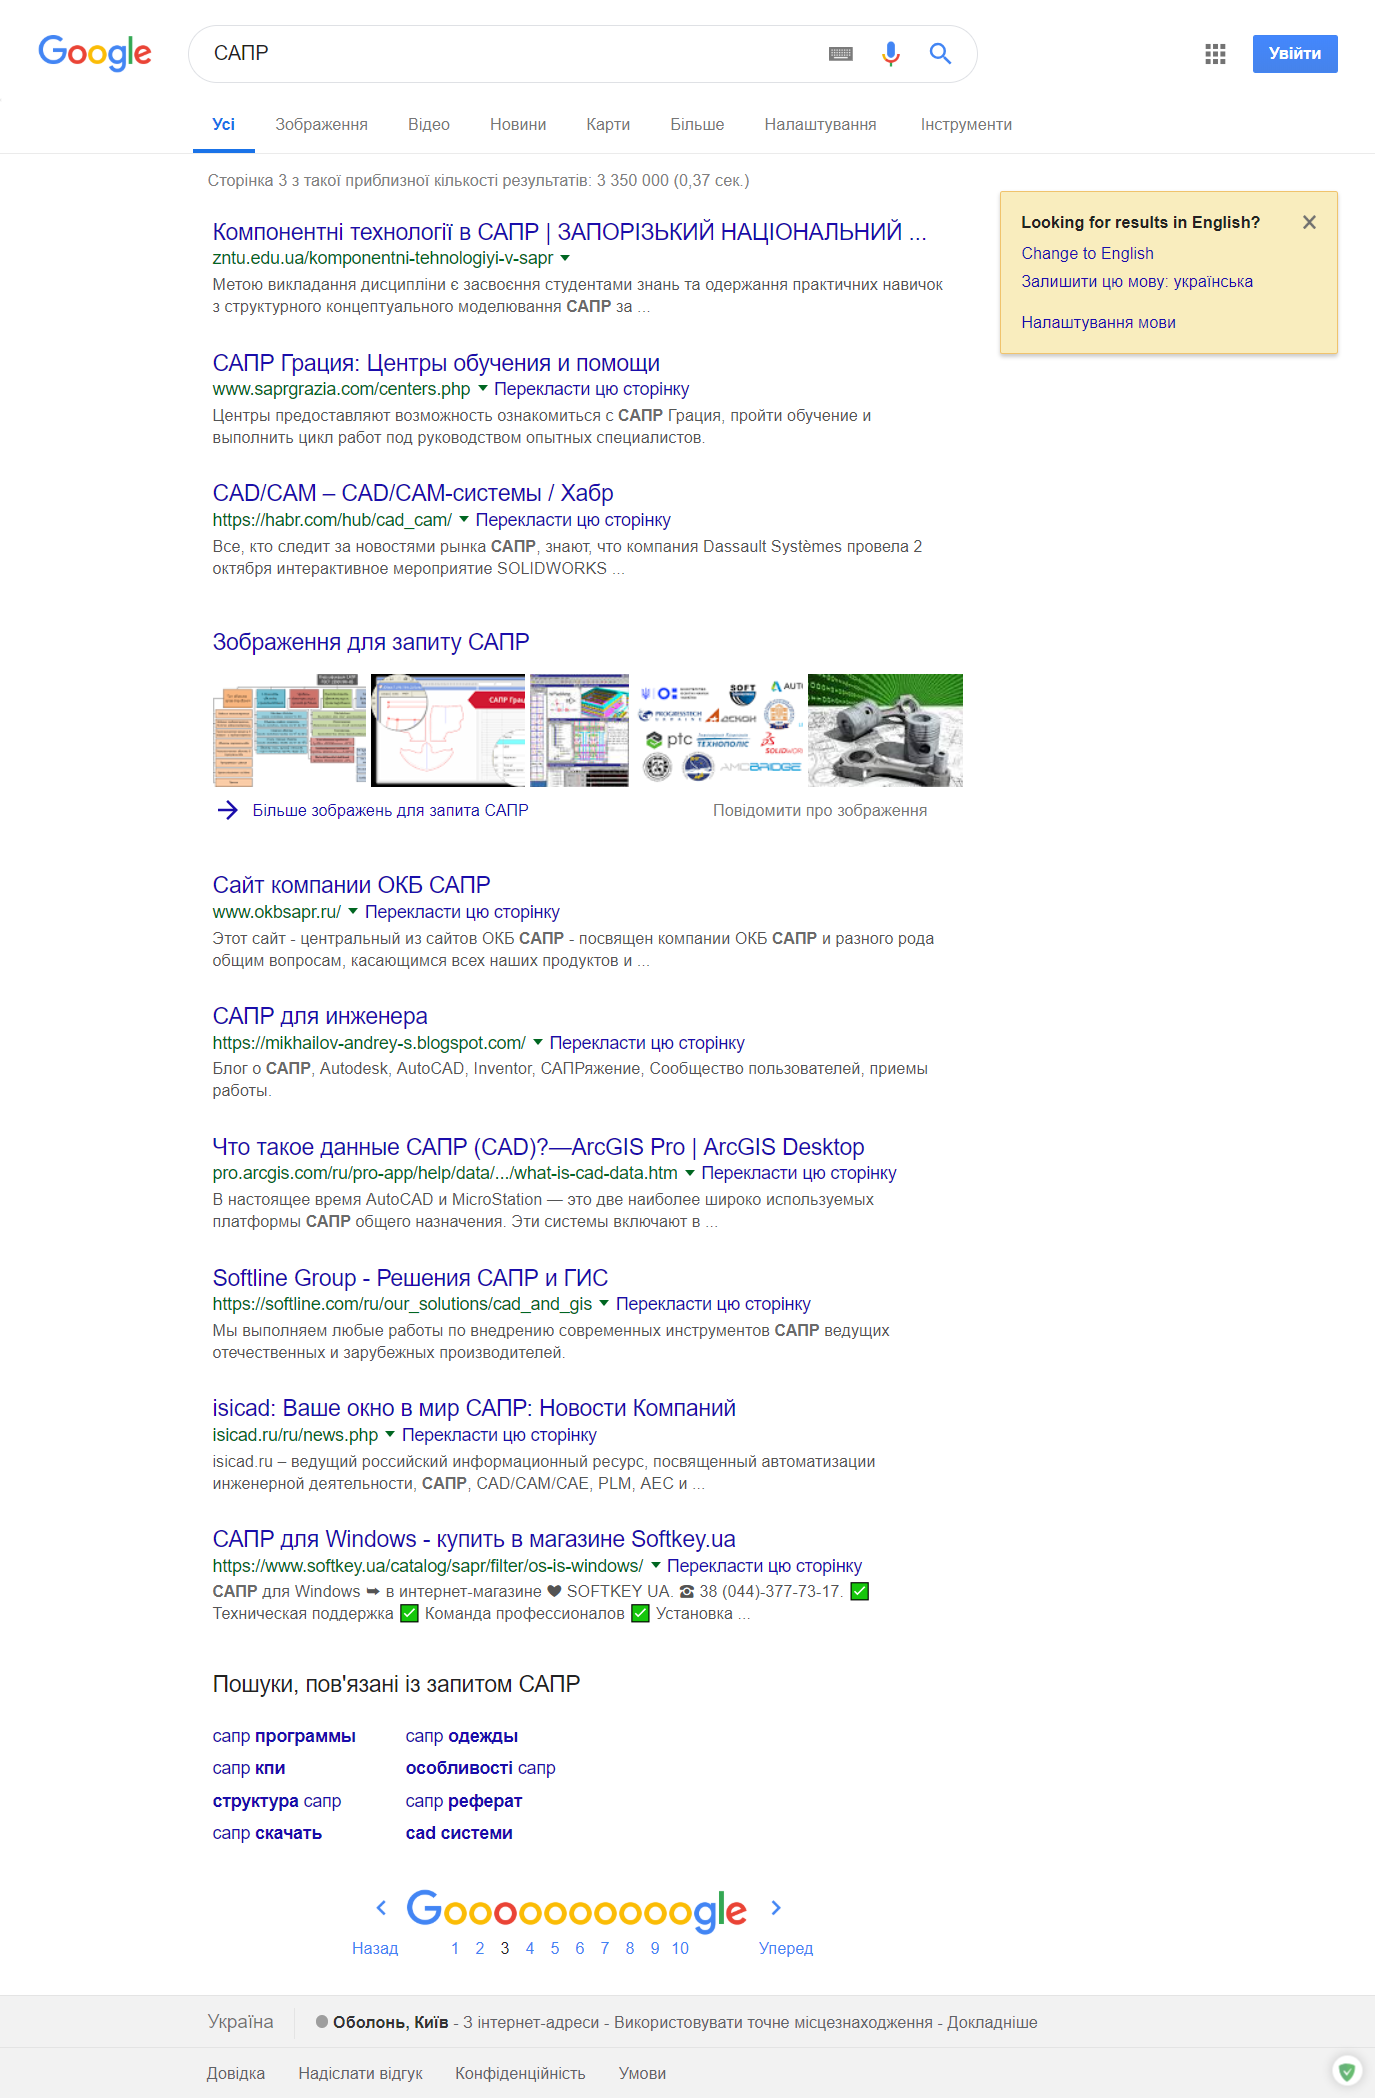 Google
САПР
Увійти
Усі Зображення Відео Новини Карти Більше Налаштування Інструменти
Сторінка 3 з такої приблизної кількості результатів: 3 350 000 (0,37 сек.)
Looking for results in English?
Change to English
Залишити цю мову: українська
Налаштування мови
Компонентні технології в САПР | ЗАПОРІЗЬКИЙ НАЦІОНАЛЬНИЙ ...
zntu.edu.ua/komponentni-tehnologiyi-v-sapr
Метою викладання дисципліни є засвоєння студентами знань та одержання практичних навичок
з структурного концептуального моделювання САПР за ...
САПР Грация: Центры обучения и помощи
www.saprgrazia.com/centers.php Перекласти цю сторінку
Центры предоставляют возможность ознакомиться с САПР Грация, пройти обучение и
выполнить цикл работ под руководством опытных специалистов.
CAD/CAM – CAD/CAM-системы / Хабр
https://habr.com/hub/cad_cam/ Перекласти цю сторінку
Все, кто следит за новостями рынка САПР, знают, что компания Dassault Systèmes провела 2
октября интерактивное мероприятие SOLIDWORKS ...
Зображення для запиту САПР
САПР Грац
SOFT
AUT
PROGRESSTECH
ДЕСКОН
ptc
ТЕХНОПОЛІС
SOLIDWOR
AMCBRIDGE
Більше зображень для запита САПР
Повідомити про зображення
Сайт компании ОКБ САПР
www.okbsapr.ru/ Перекласти цю сторінку
Этот сайт - центральный из сайтов ОКБ САПР - посвящен компании ОКБ САПР и разного рода
общим вопросам, касающимся всех наших продуктов и ...
САПР для инженера
https://mikhailov-andrey-s.blogspot.com/ Перекласти цю сторінку
Блог о САПР, Autodesk, AutoCAD, Inventor, САПРяжение, Сообщество пользователей, приемы
работы.
Что такое данные САПР (CAD)?—ArcGIS Pro | ArcGIS Desktop
pro.arcgis.com/ru/pro-app/help/data/.../what-is-cad-data.htm Перекласти цю сторінку
В настоящее время AutoCAD и MicroStation — это две наиболее широко используемых
платформы САПР общего назначения. Эти системы включают в ...
Softline Group - Решения САПР и ГИС
https://softline.com/ru/our_solutions/cad_and_gis Перекласти цю сторінку
Мы выполняем любые работы по внедрению современных инструментов САПР ведущих
отечественных и зарубежных производителей.
isicad: Ваше окно в мир САПР: Новости Компаний
isicad.ru/ru/news.php Перекласти цю сторінку
isicad.ru – ведущий российский информационный ресурс, посвященный автоматизации
инженерной деятельности, САПР, CAD/CAM/CAE, PLM, AEC и ...
САПР для Windows - купить в магазине Softkey.ua
https://www.softkey.ua/catalog/sapr/filter/os-is-windows/ Перекласти цю сторінку
САПР для Windows ➥ в интернет-магазине ♥ SOFTKEY UA. ☎ 38 (044)-377-73-17. ✅
Техническая поддержка ✅ Команда профессионалов ✅ Установка ...
Пошуки, пов'язані із запитом САПР
сапр программы
сапр кпи
структура сапр
сапр скачать
сапр одежды
особливості сапр
сапр реферат
cad системи
Goooooooooogle
Назад 1 2 3 4 5 6 7 8 9 10 Уперед
Україна
Оболонь, Київ - З інтернет-адреси - Використовувати точне місцезнаходження - Докладніше
Довідка Надіслати відгук Конфіденційність Умови